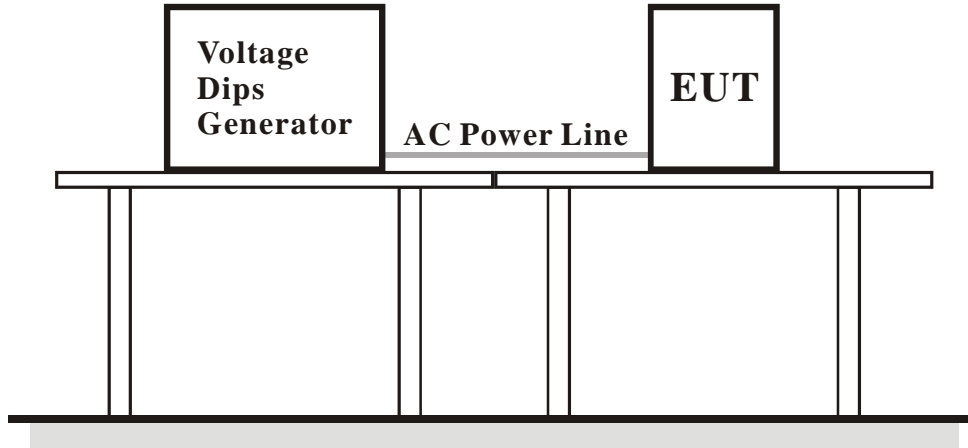 Voltage
Dips
Generator
EUT
AC Power Line